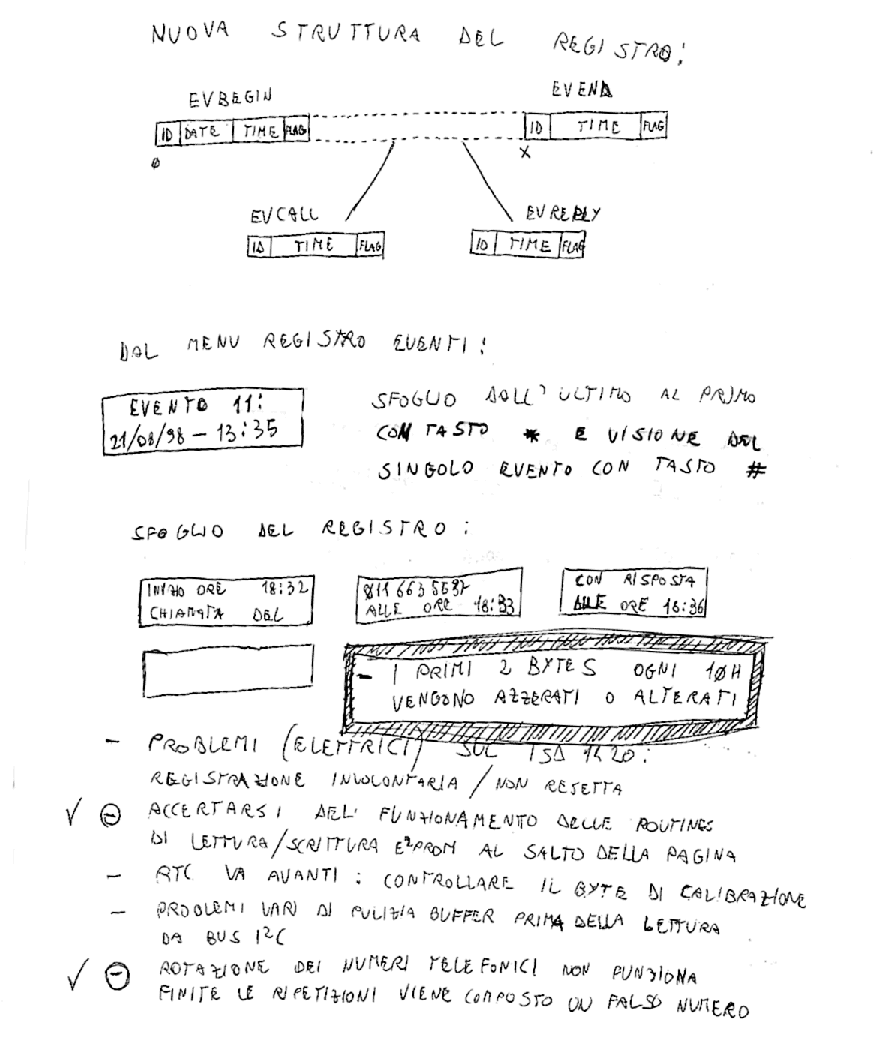 NUOVA STRUTTURA DEL REGISTRO:
EVBEGIN EVEND
ID DATE TIME FLAG ID TIME FLAG
Ø X
EVCALL EVREPLY
ID TIME FLAG ID TIME FLAG
DAL MENU REGISTRO EVENTI:
EVENTO 11:
21/08/98 - 13:35
SFOGLIO DALL'ULTIMO AL PRIMO
CON TASTO * E VISIONE DEL
SINGOLO EVENTO CON TASTO #
SFOGLIO DEL REGISTRO:
INIZIO ORE 18:32
CHIAMATA DEL
Ø11 663 5697
ALLE ORE 18:33
CON RISPOSTA
ALLE ORE 18:36
- I PRIMI 2 BYTES OGNI 1ØH
VENGONO AZZERATI O ALTERATI
- PROBLEMI (ELETTRICI) SUL ISD 1420:
REGISTRAZIONE INVOLONTARIA / NON RESETTA
√ ⊖ ACCERTARSI DEL FUNZIONAMENTO DELLE ROUTINGS
DI LETTURA/SCRITTURA E²PROM AL SALTO DELLA PAGINA
- RTC VA AVANTI: CONTROLLARE IL BYTE DI CALIBRAZIONE
- PROBLEMI VARI DI PULIZIA BUFFER PRIMA DELLA LETTURA
DA BUS I²C
√ ⊖ ROTAZIONE DEI NUMERI TELEFONICI NON FUNZIONA
FINITE LE RIPETIZIONI VIENE COMPOSTO UN FALSO NUMERO